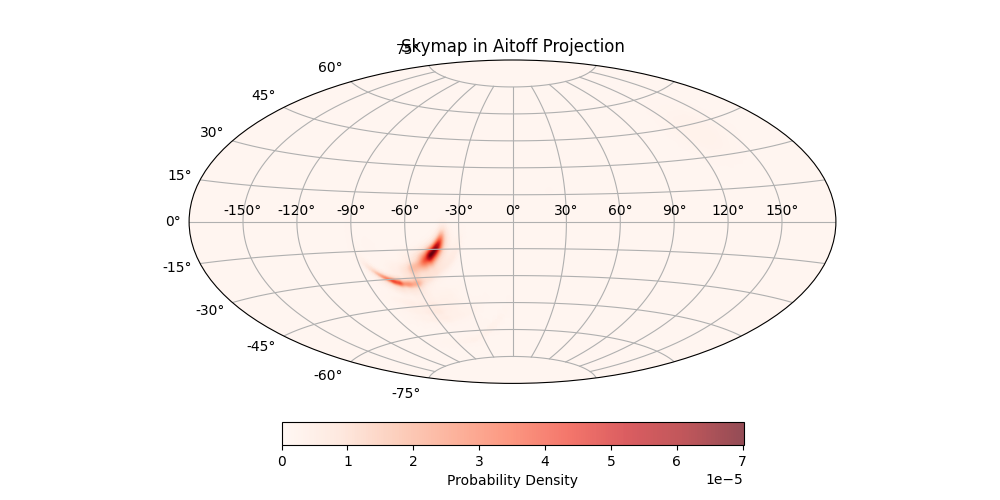 Skymap in Aitoff Projection
75°
60°
45°
30°
15°
-150° -120° -90° -60° -30° 0° 30° 60° 90° 120° 150°
0°
-15°
-30°
-45°
-60°
-75°
0 1 2 3 4 5 6 7
1e−5
Probability Density